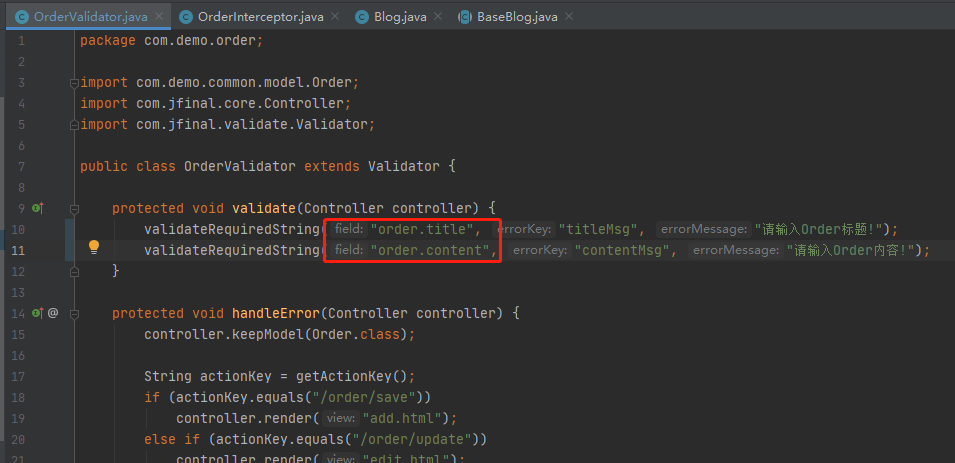 OrderValidator.java OrderInterceptor.java Blog.java BaseBlog.java
1 package com.demo.order;
2
3 import com.demo.common.model.Order;
4 import com.jfinal.core.Controller;
5 import com.jfinal.validate.Validator;
6
7 public class OrderValidator extends Validator {
8
9 protected void validate(Controller controller) {
10 validateRequiredString( field: "order.title", errorKey: "titleMsg", errorMessage: "请输入Order标题!");
11 validateRequiredString( field: "order.content", errorKey: "contentMsg", errorMessage: "请输入Order内容!");
12 }
13
14 @ protected void handleError(Controller controller) {
15 controller.keepModel(Order.class);
16
17 String actionKey = getActionKey();
18 if (actionKey.equals("/order/save"))
19 controller.render( view: "add.html");
20 else if (actionKey.equals("/order/update"))
21 controller.render( view: "edit.html");